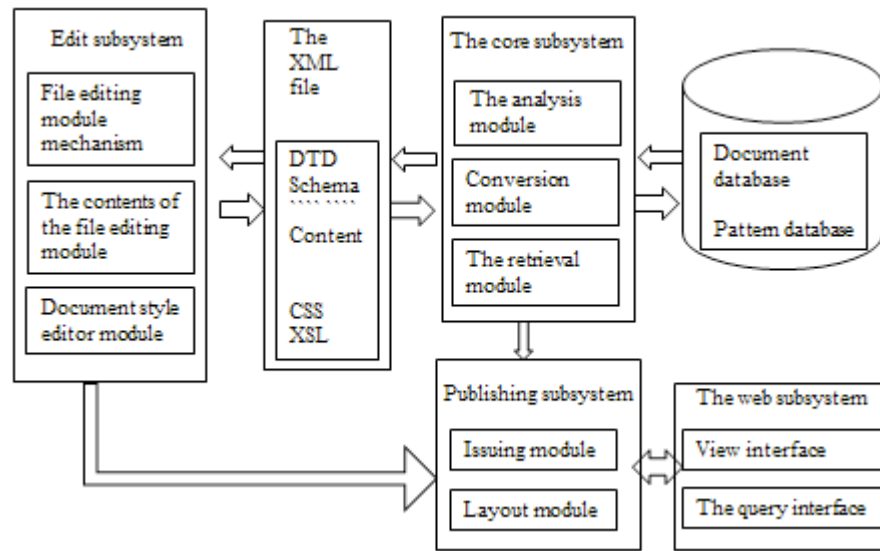 Edit subsystem
File editing
module
mechanism
The contents of
the file editing
module
Document style
editor module
The
XML
file
DTD
Schema
```` ````
Content
CSS
XSL
The core subsystem
The analysis
module
Conversion
module
The retrieval
module
Document
database
Pattern database
Publishing subsystem
Issuing module
Layout module
The web subsystem
View interface
The query interface